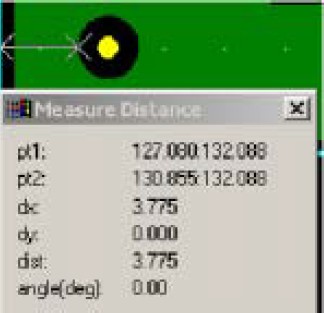 Measure Distance
pt1: 127.080:132.088
pt2: 130.855:132.088
dx: 3.775
dy: 0.000
dist: 3.775
angle(deg): 0.00